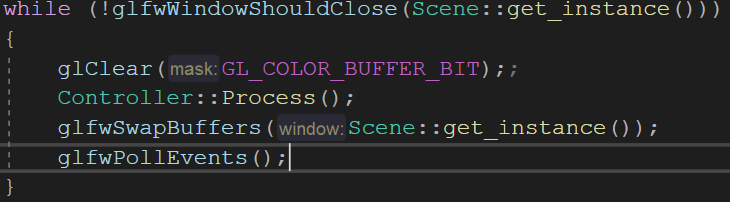 while (!glfwWindowShouldClose(Scene::get_instance()))
{
glClear(mask:GL_COLOR_BUFFER_BIT);;
Controller::Process();
glfwSwapBuffers(window:Scene::get_instance());
glfwPollEvents();
}